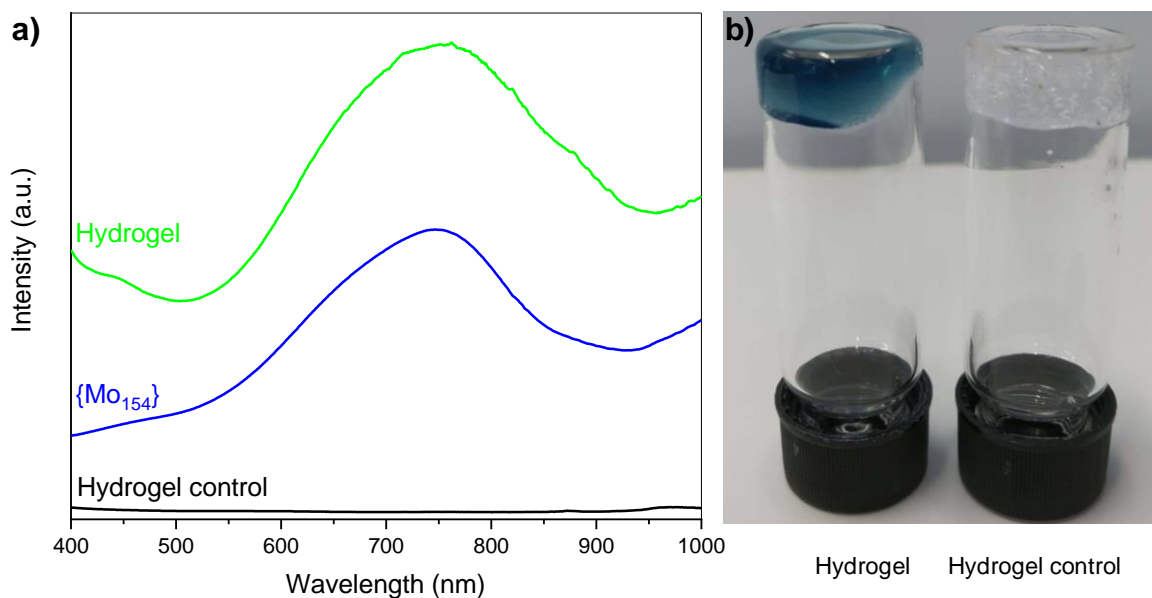 a)
b)
Hydrogel
{Mo₁₅₄}
Hydrogel control
Intensity (a.u.)
400 500 600 700 800 900 1000
Wavelength (nm)
Hydrogel Hydrogel control